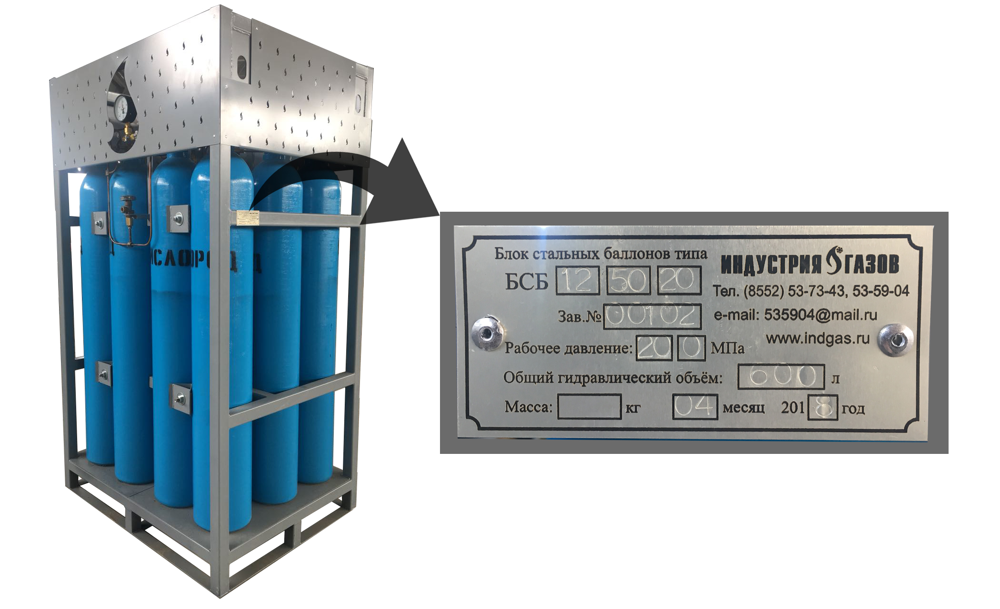 ИСЛОРОД
Блок стальных баллонов типа
БСБ 12 50 20
Зав.№ 00102
Рабочее давление: 20 0 МПа
Общий гидравлический объём: 600 л
Масса: кг 04 месяц 2018 год
ИНДУСТРИЯ ГАЗОВ
Тел. (8552) 53-73-43, 53-59-04
e-mail: 535904@mail.ru
www.indgas.ru